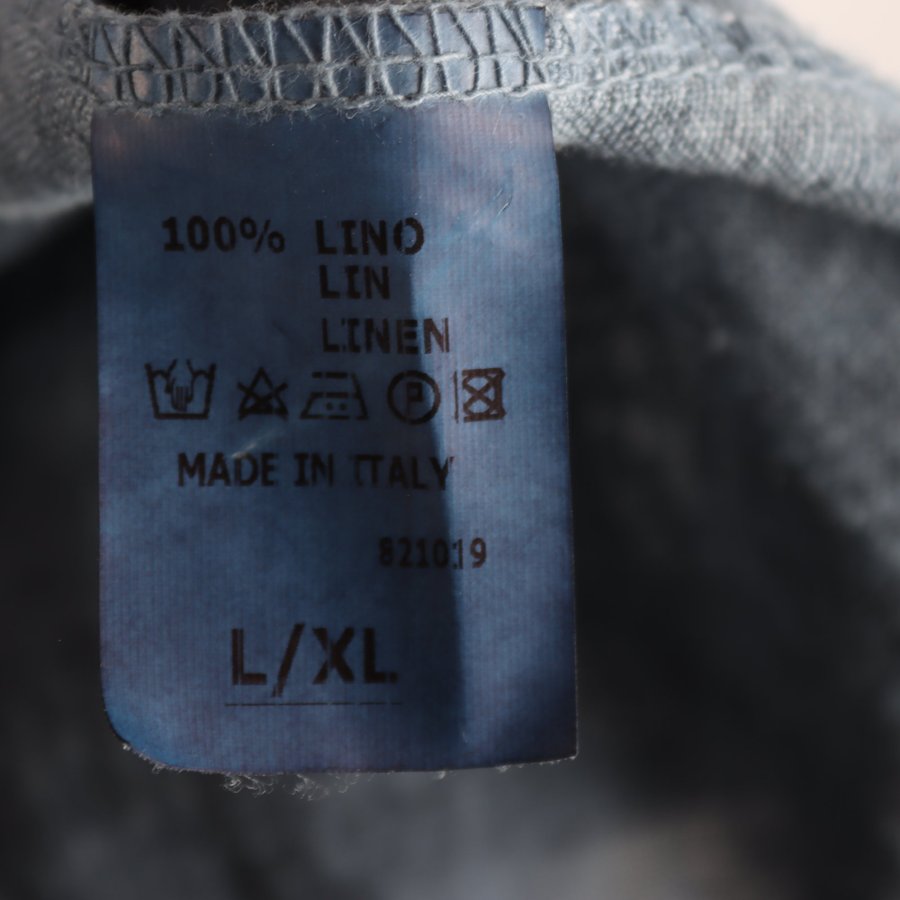 100% LINO
LIN
LINEN
P
MADE IN ITALY
821019
L/XL